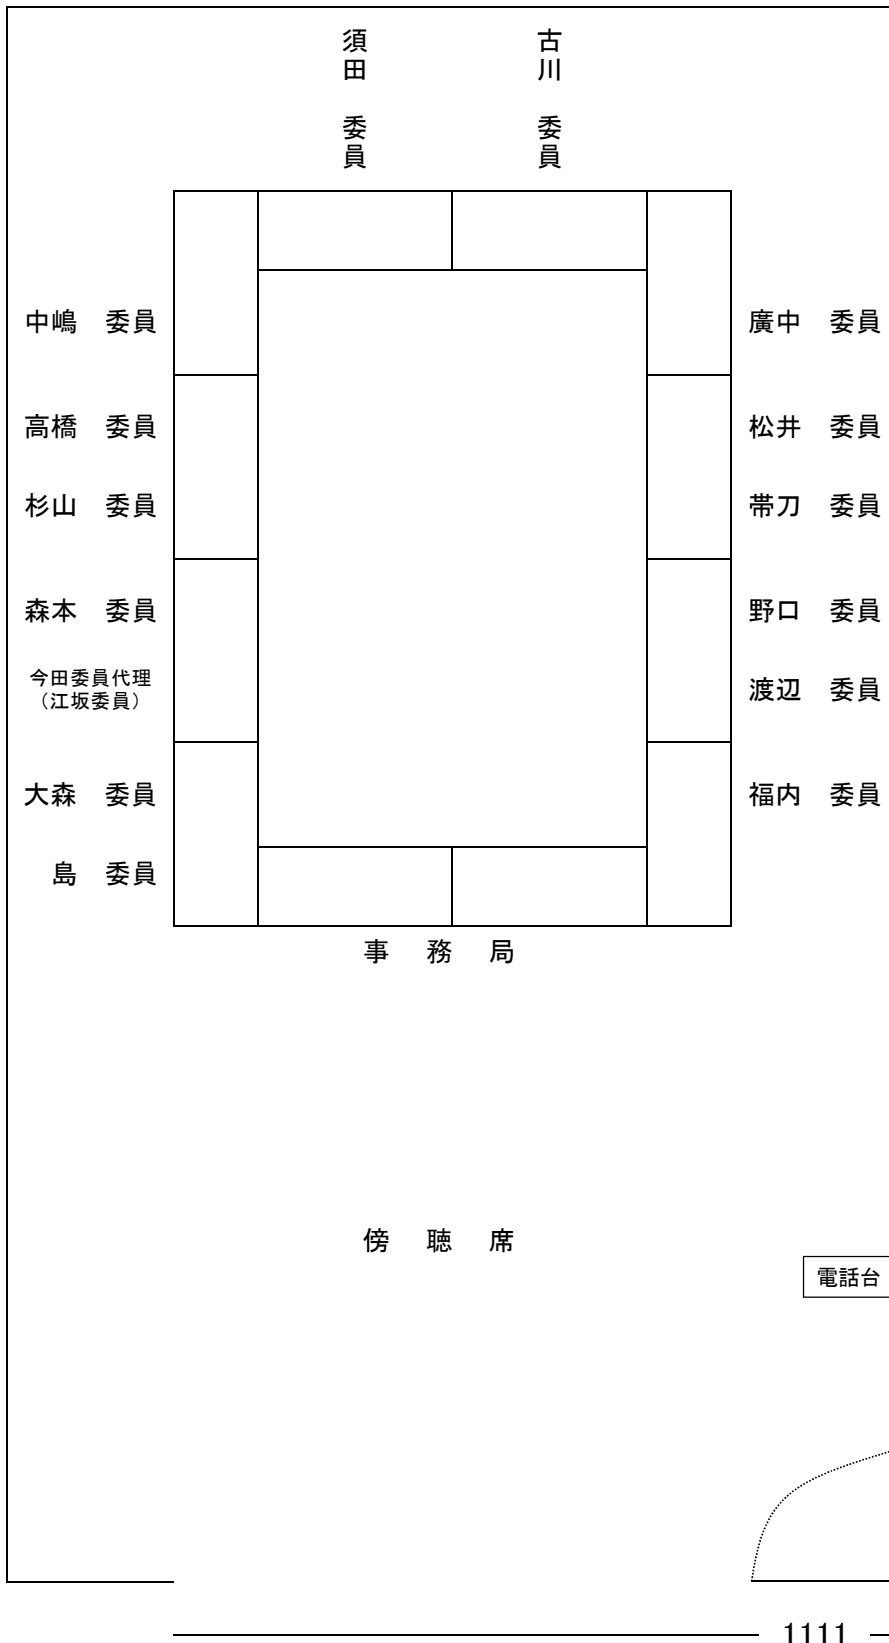 須田　委員
古川　委員
中嶋　委員
廣中　委員
高橋　委員
松井　委員
杉山　委員
帯刀　委員
森本　委員
野口　委員
今田委員代理
（江坂委員）
渡辺　委員
大森　委員
福内　委員
島　委員
事　務　局
傍　聴　席
電話台
1111